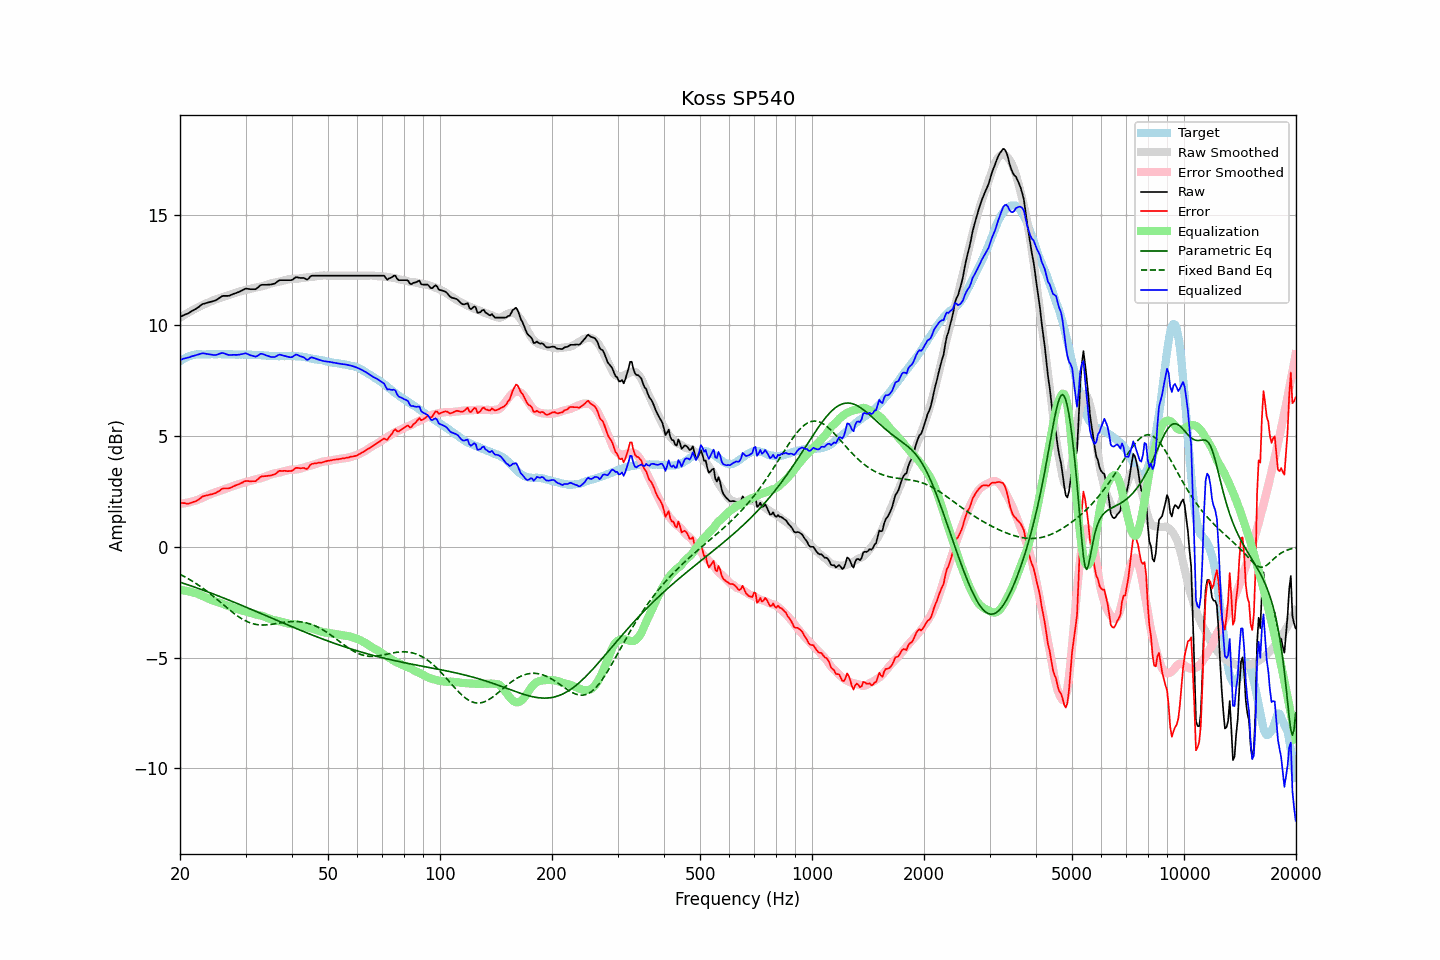 Koss SP540
Amplitude (dBr)
15
10
5
0
−5
−10
Target
Raw Smoothed
Error Smoothed
Raw
Error
Equalization
Parametric Eq
Fixed Band Eq
Equalized
20 50 100 200 500 1000 2000 5000 10000 20000
Frequency (Hz)